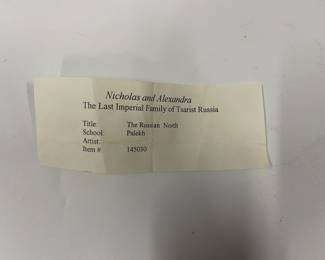 Nicholas and Alexandra
The Last Imperial Family of Tsarist Russia
Title: The Russian North
School: Palekh
Artist:
Item # 145030